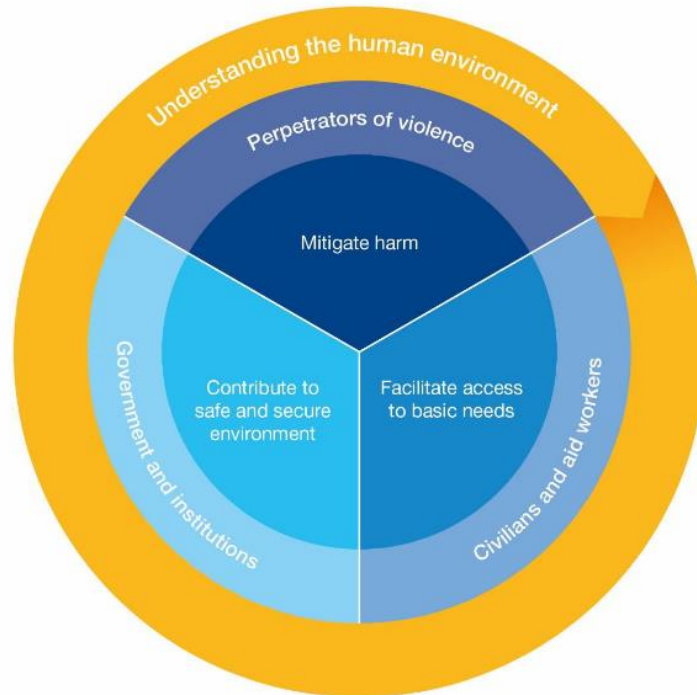 Understanding the human environment
Perpetrators of violence
Mitigate harm
Government and institutions
Contribute to
safe and secure
environment
Facilitate access
to basic needs
Civilians and aid workers